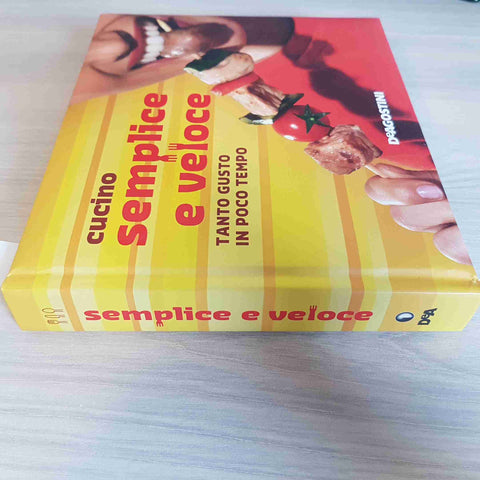 cucino
semplice
e veloce
TANTO GUSTO
IN POCO TEMPO
DeAGOSTINI
semplice e veloce
DeA